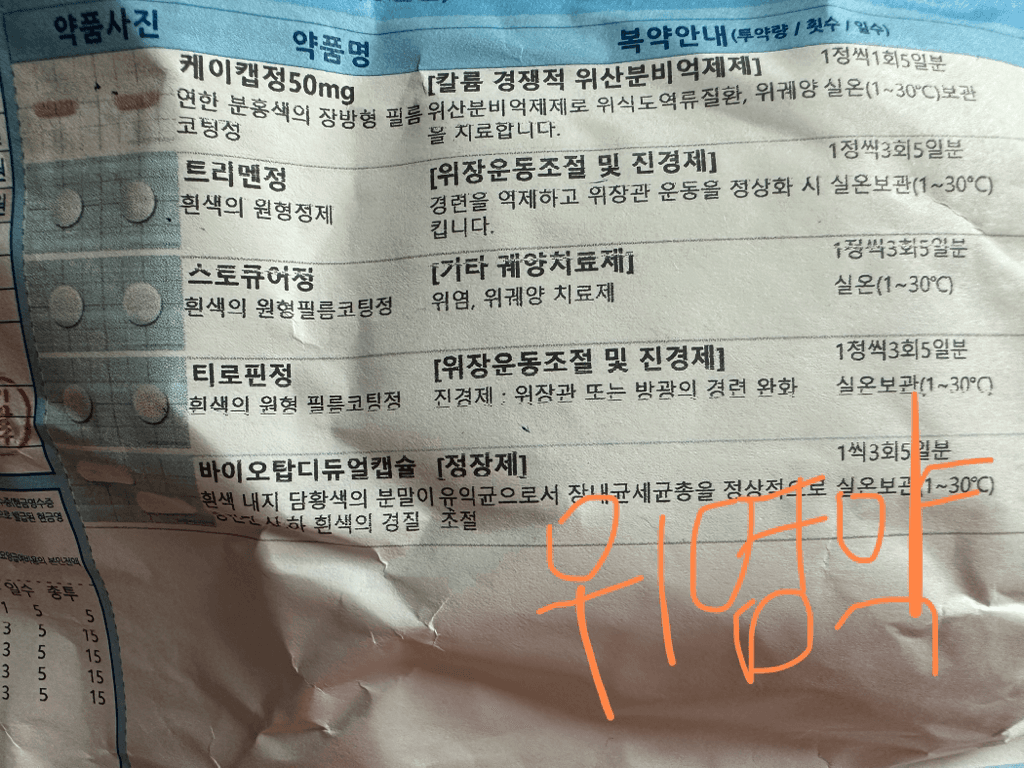 약품사진 약품명 복약안내(투약량 / 횟수 / 일수)
케이캡정50mg [칼륨 경쟁적 위산분비억제제] 1정씩1회5일분
연한 분홍색의 장방형 필름 위산분비억제제로 위식도역류질환, 위궤양 실온(1~30℃)보관
코팅정 을 치료합니다.
트리멘정 [위장운동조절 및 진경제] 1정씩3회5일분
흰색의 원형정제 경련을 억제하고 위장관 운동을 정상화 시 실온보관(1~30℃)
킵니다.
스토큐어정 [기타 궤양치료제] 1정씩3회5일분
흰색의 원형필름코팅정 위염, 위궤양 치료제 실온(1~30℃)
티로핀정 [위장운동조절 및 진경제] 1정씩3회5일분
흰색의 원형 필름코팅정 진경제 : 위장관 또는 방광의 경련 완화 실온보관(1~30℃)
바이오탑디듀얼캡슐 [정장제] 1씩3회5일분
흰색 내지 담황색의 분말이 유익균으로서 장내균세균총을 정상적으로 실온보관(1~30℃)
상하 흰색의 경질 조절
위염약
일수 총투
1 5 5
3 5 15
3 5 15
3 5 15
3 5 15